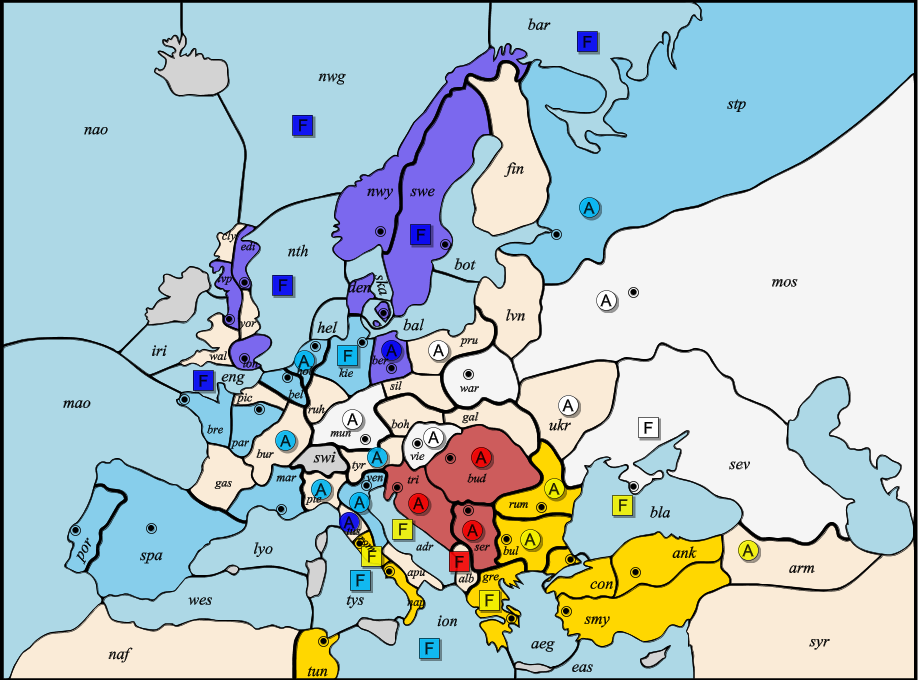 bar
F
nwg
stp
nao
F
fin
nwy
swe
A
F
cly
edi
nth
bot
ska
mos
lvp
F
den
A
lvn
yor
hel
bal
iri
wal
lon
A
F
A
A
pru
ber
kie
eng
F
war
mao
bel
sil
pic
ruh
A
bre
A
gal
ukr
par
A
mun
boh
A
F
bur
vie
swi
tyr
A
A
bud
sev
gas
mar
ven
tri
A
A
pie
A
A
rum
F
bla
por
spa
A
F
adr
A
A
lyo
F
ser
bul
A
ank
F
alb
arm
apu
gre
con
wes
F
tys
nap
F
smy
ion
naf
F
aeg
syr
tun
eas